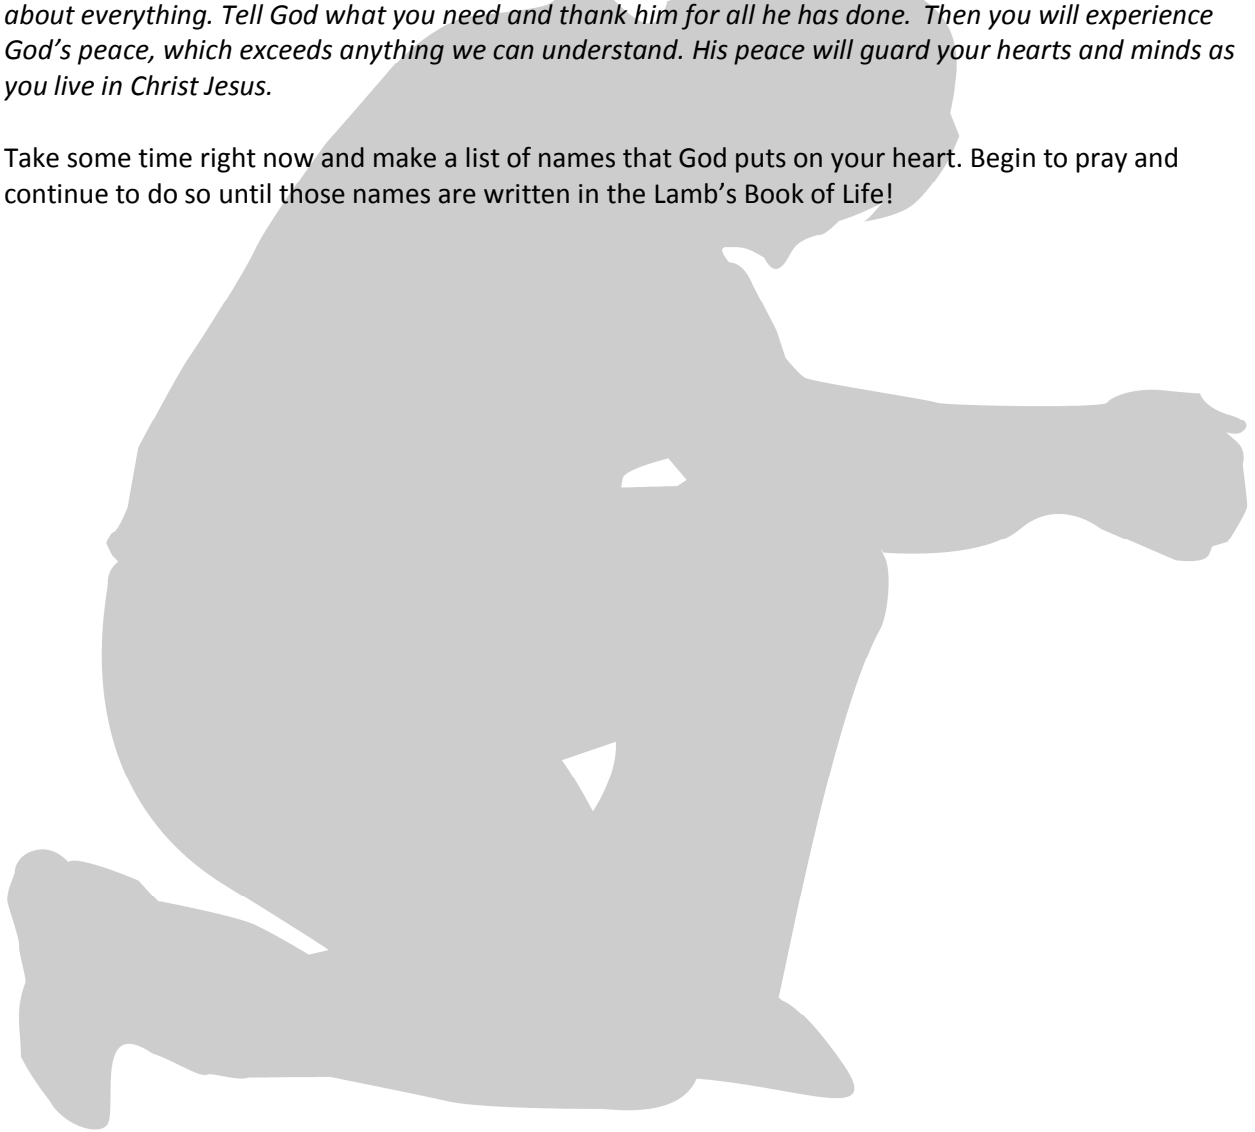 about everything. Tell God what you need and thank him for all he has done.  Then you will experience
God’s peace, which exceeds anything we can understand. His peace will guard your hearts and minds as
you live in Christ Jesus.
Take some time right now and make a list of names that God puts on your heart. Begin to pray and
continue to do so until those names are written in the Lamb’s Book of Life!